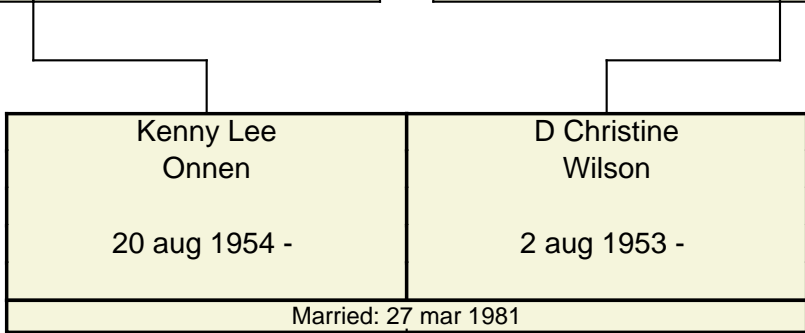 Kenny Lee
Onnen
20 aug 1954 -
D Christine
Wilson
2 aug 1953 -
Married: 27 mar 1981